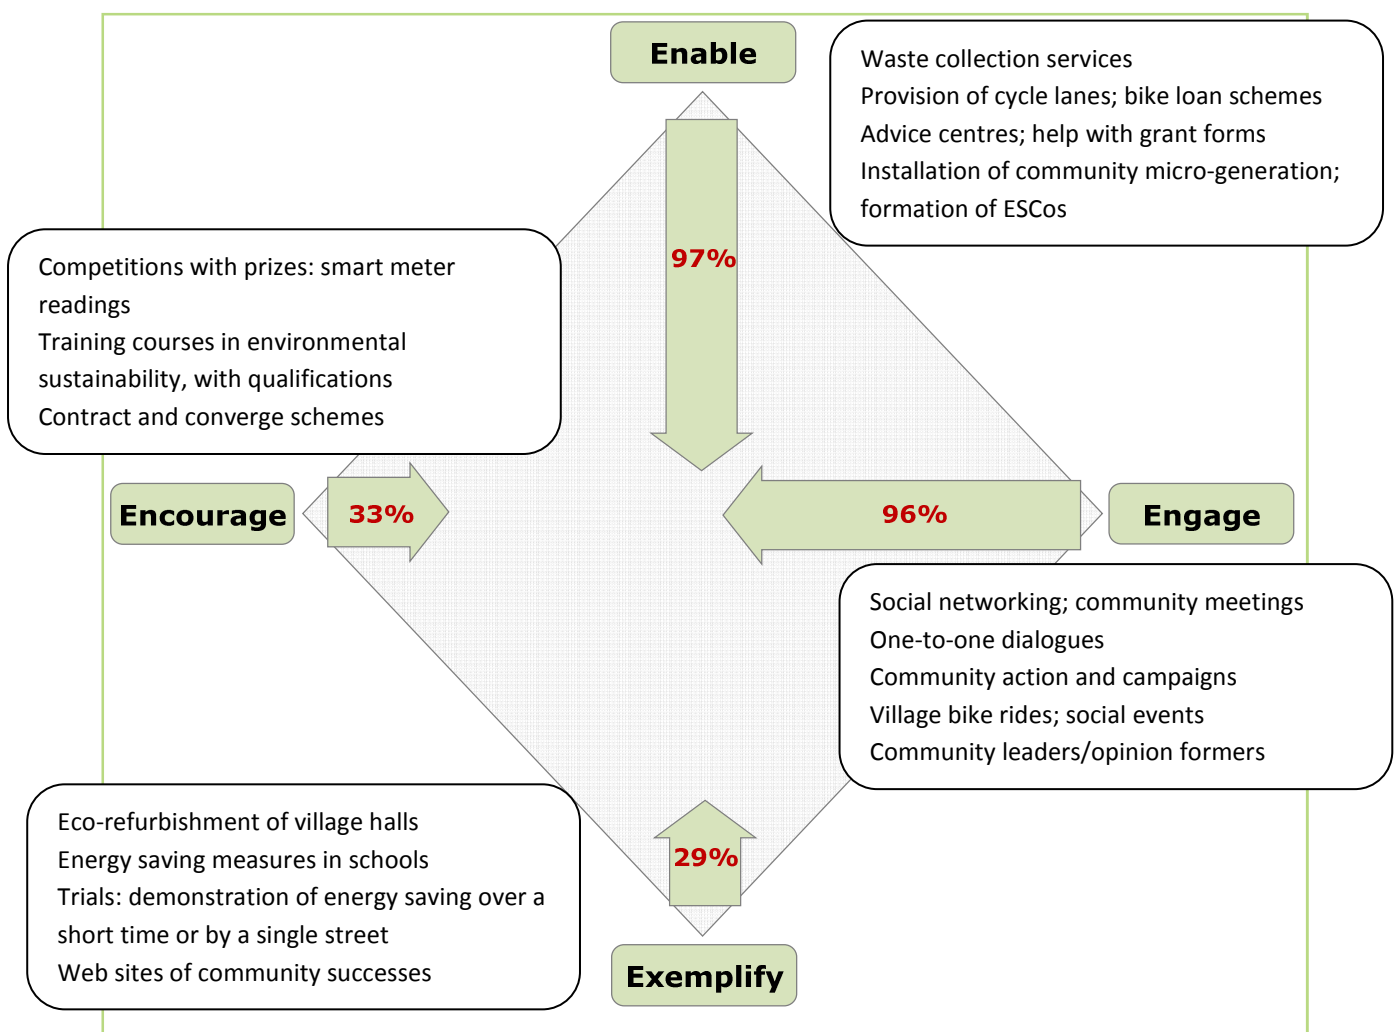 Enable
Waste collection services
Provision of cycle lanes; bike loan schemes
Advice centres; help with grant forms
Installation of community micro-generation;
formation of ESCos
97%
Competitions with prizes: smart meter
readings
Training courses in environmental
sustainability, with qualifications
Contract and converge schemes
Encourage
33%
96%
Engage
Social networking; community meetings
One-to-one dialogues
Community action and campaigns
Village bike rides; social events
Community leaders/opinion formers
Eco-refurbishment of village halls
Energy saving measures in schools
Trials: demonstration of energy saving over a
short time or by a single street
Web sites of community successes
29%
Exemplify